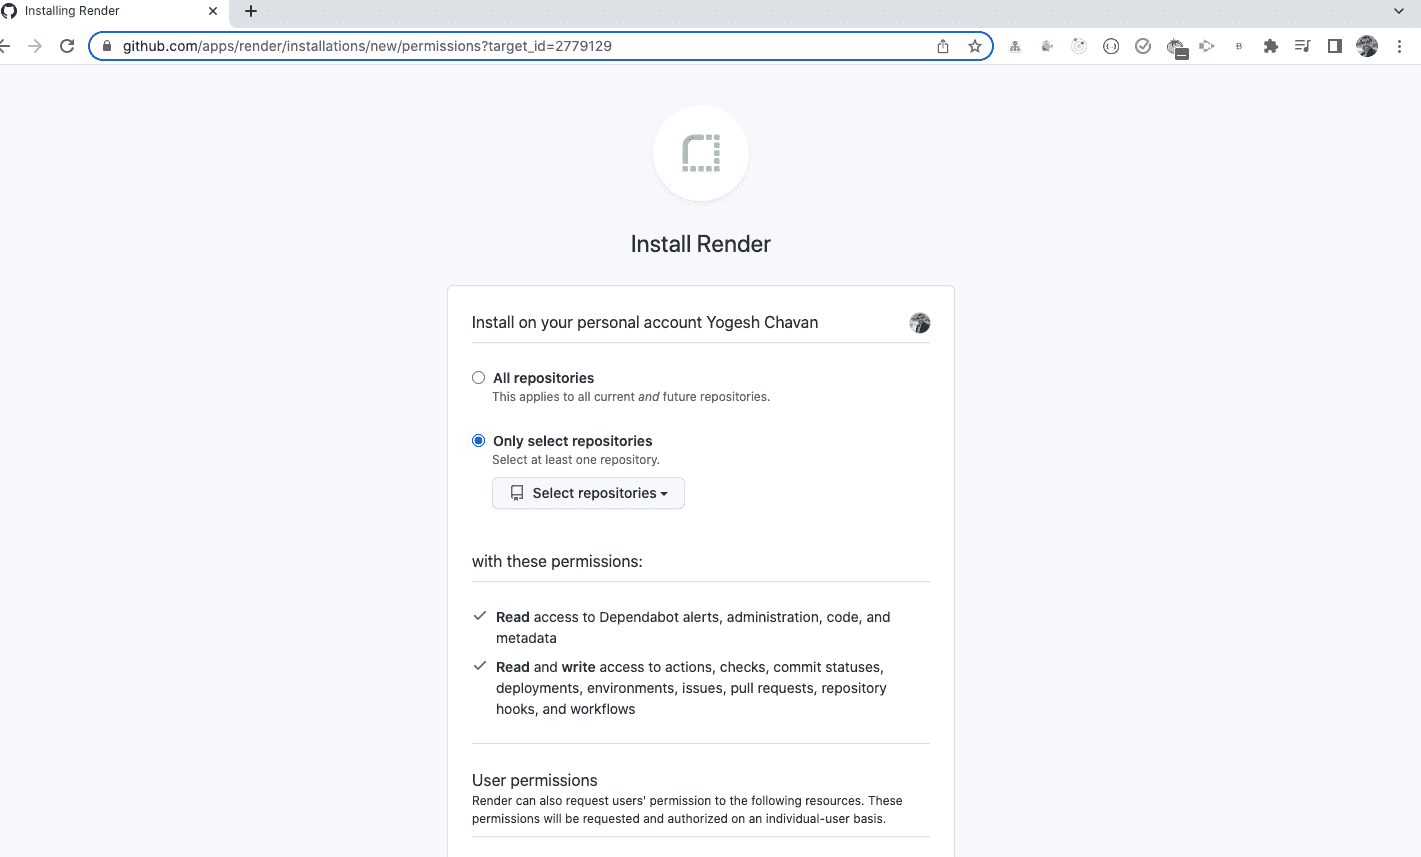 Installing Render
github.com/apps/render/installations/new/permissions?target_id=2779129
B
Install Render
Install on your personal account Yogesh Chavan
All repositories
This applies to all current and future repositories.
Only select repositories
Select at least one repository.
Select repositories
with these permissions:
Read access to Dependabot alerts, administration, code, and
metadata
Read and write access to actions, checks, commit statuses,
deployments, environments, issues, pull requests, repository
hooks, and workflows
User permissions
Render can also request users' permission to the following resources. These
permissions will be requested and authorized on an individual-user basis.